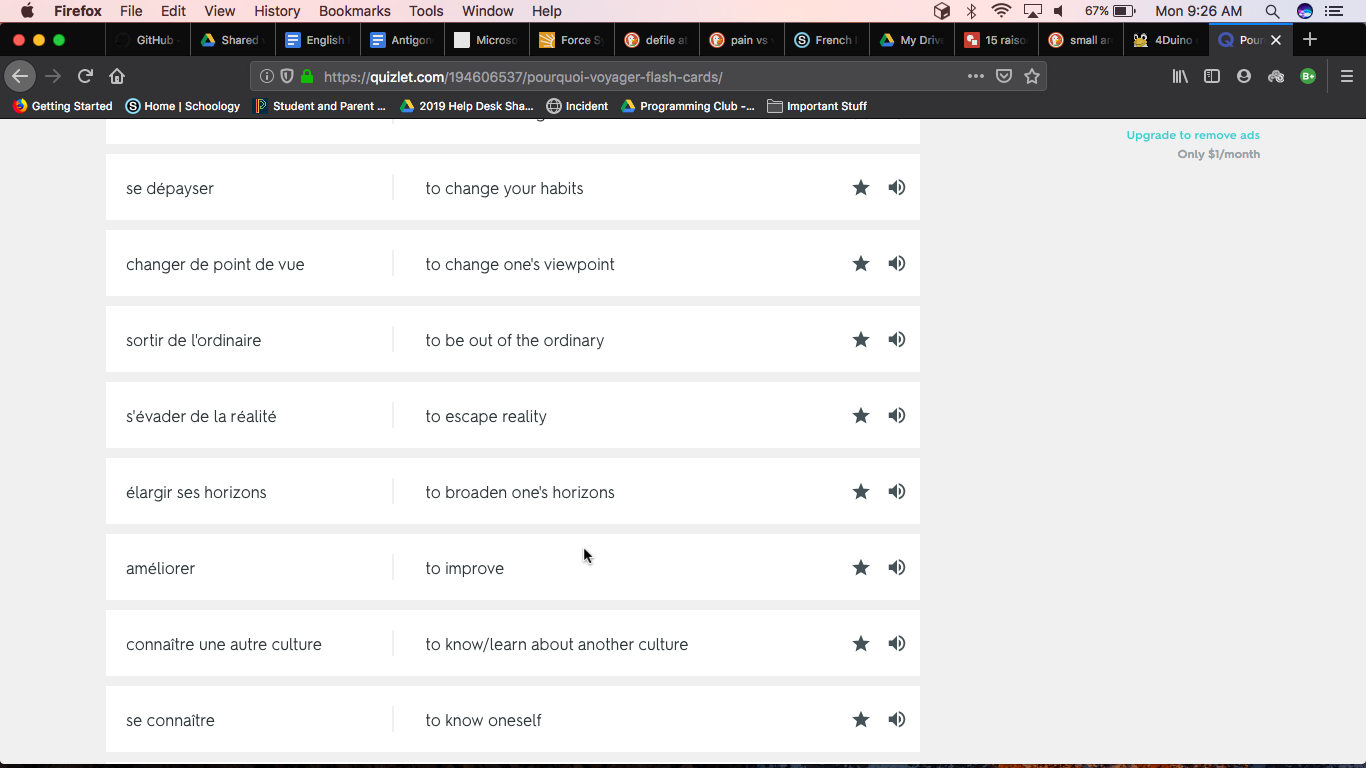 Firefox File Edit View History Bookmarks Tools Window Help 67% Mon 9:26 AM
GitHub Shared English Antigon Microso Force S defile a pain vs French My Drive 15 raiso small a 4Duino Pour
https://quizlet.com/194606537/pourquoi-voyager-flash-cards/
Getting Started Home | Schoology Student and Parent ... 2019 Help Desk Sha... Incident Programming Club -... Important Stuff
Upgrade to remove ads
Only $1/month
se dépayser to change your habits
changer de point de vue to change one's viewpoint
sortir de l'ordinaire to be out of the ordinary
s'évader de la réalité to escape reality
élargir ses horizons to broaden one's horizons
améliorer to improve
connaître une autre culture to know/learn about another culture
se connaître to know oneself